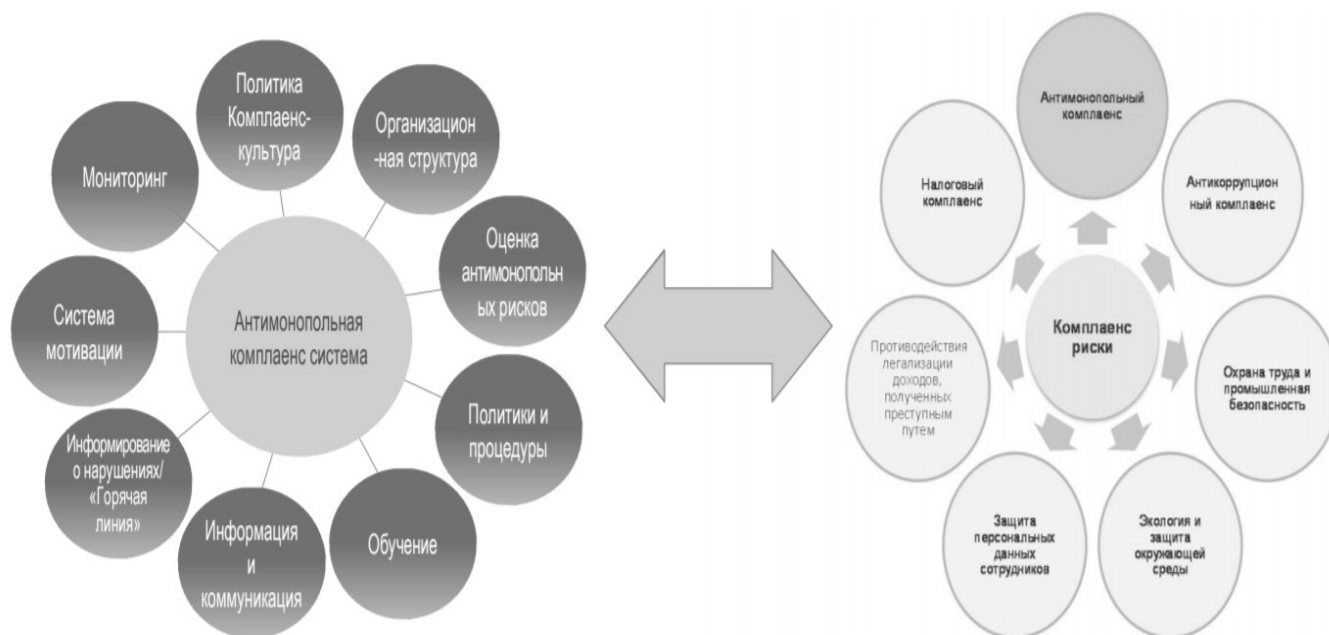 Политика
Комплаенс-
культура
Организацион
-ная структура
Оценка
антимонопольн
ых рисков
Политики и
процедуры
Обучение
Информация
и
коммуникация
Информирование
о нарушениях/
«Горячая
линия»
Система
мотивации
Мониторинг
Антимонопольная
комплаенс система
Антимонопольный
комплаенс
Антикоррупцион
ный комплаенс
Охрана труда и
промышленная
безопасность
Экология и
защита
окружающей
среды
Защита
персональных
данных
сотрудников
Противодействия
легализации
доходов,
полученных
преступным
путем
Налоговый
комплаенс
Комплаенс
риски